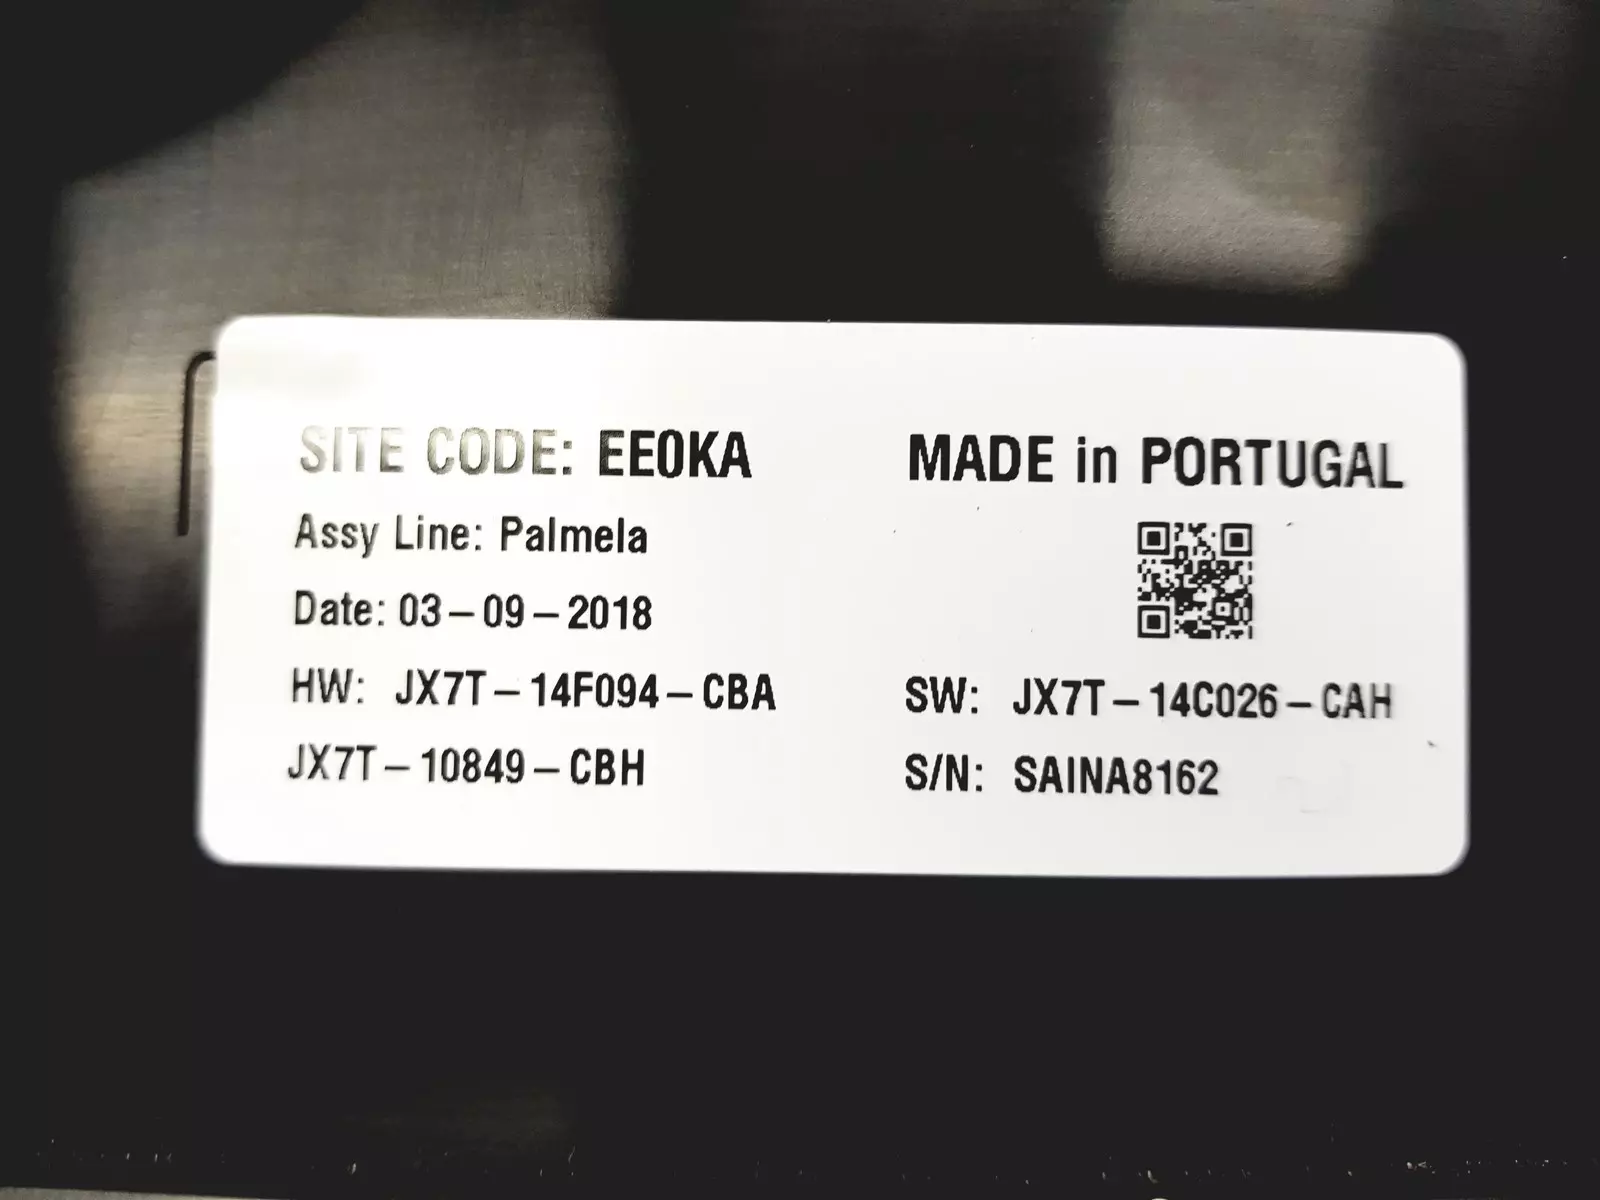 SITE CODE: EE0KA
MADE in PORTUGAL
Assy Line: Palmela
Date: 03-09-2018
HW: JX7T-14F094-CBA
SW: JX7T-14C026-CAH
JX7T-10849-CBH
S/N: SAINA8162